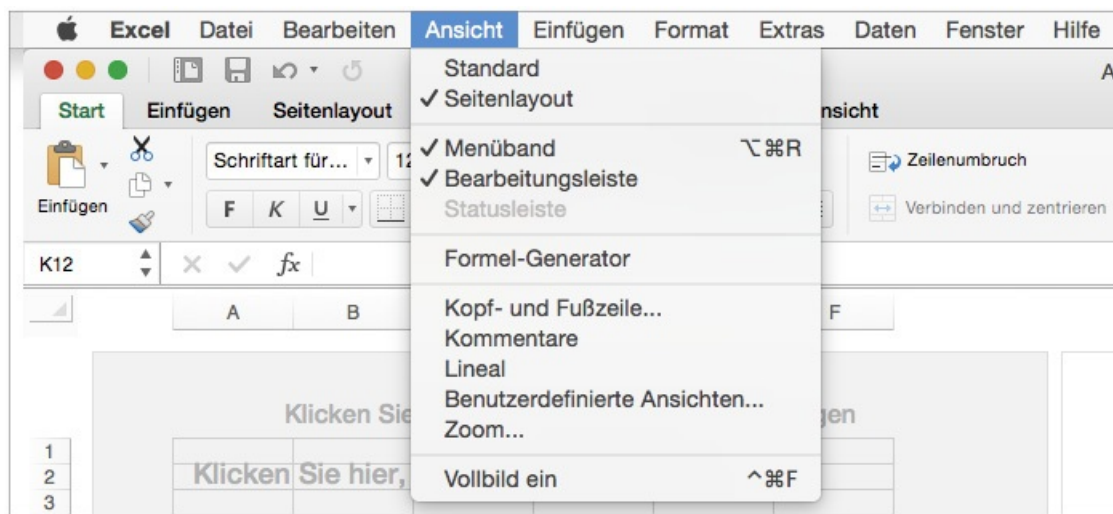 Excel Datei Bearbeiten Ansicht Einfügen Format Extras Daten Fenster Hilfe
A
Start Einfügen Seitenlayout nsicht
Standard
✓ Seitenlayout
✓ Menüband ⌥⌘R
✓ Bearbeitungsleiste
Statusleiste
Formel-Generator
Kopf- und Fußzeile...
Kommentare
Lineal
Benutzerdefinierte Ansichten...
Zoom...
Vollbild ein ^⌘F
Einfügen
Schriftart für... 12
F K U
Zeilenumbruch
Verbinden und zentrieren
K12 fx
A B F
Klicken Sie gen
Klicken Sie hier,
1
2
3